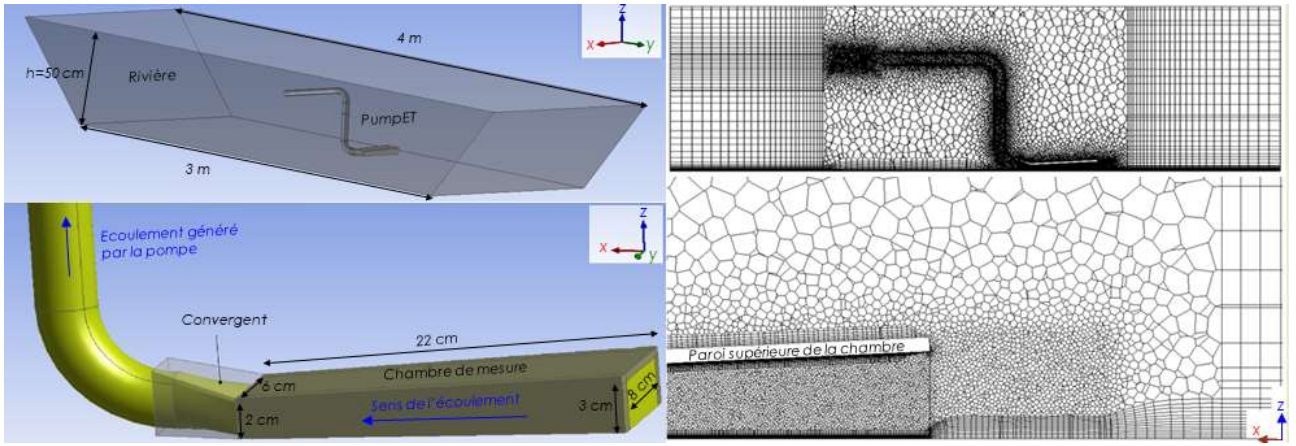 4 m
z
x
y
h=50 cm
Rivière
PumpET
3 m
Ecoulement généré
par la pompe
z
x
y
Convergent
22 cm
6 cm
Chambre de mesure
8 cm
3 cm
Sens de l'écoulement
2 cm
Paroi supérieure de la chambre
z
x